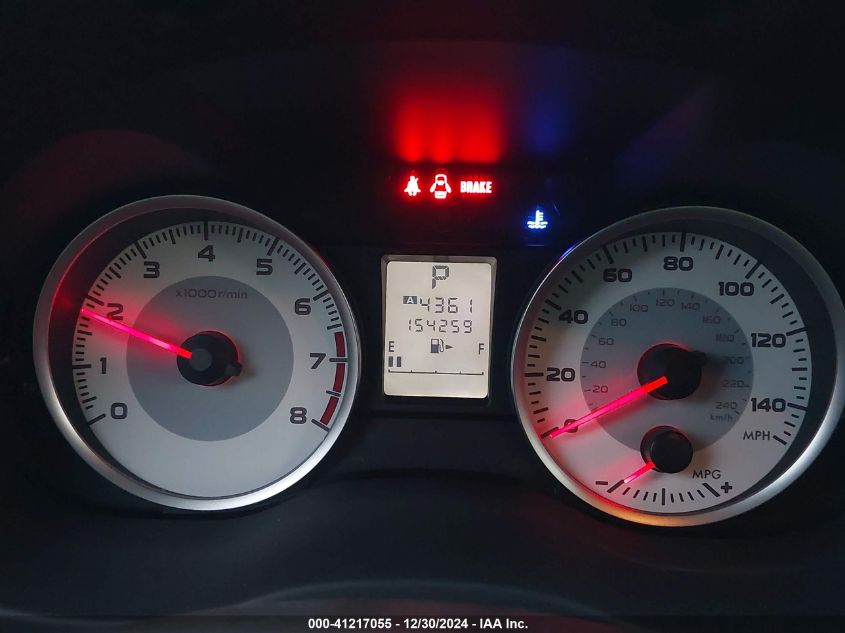 BRAKE
0 1 2 3 4 5 6 7 8
x1000r/min
P
A 4361
154259
E F
0 20 40 60 80 100 120 140
MPH
20 40 60 80 100 120 140 160 180 200 220 240
km/h
MPG
- +
000-41217055 - 12/30/2024 - IAA Inc.